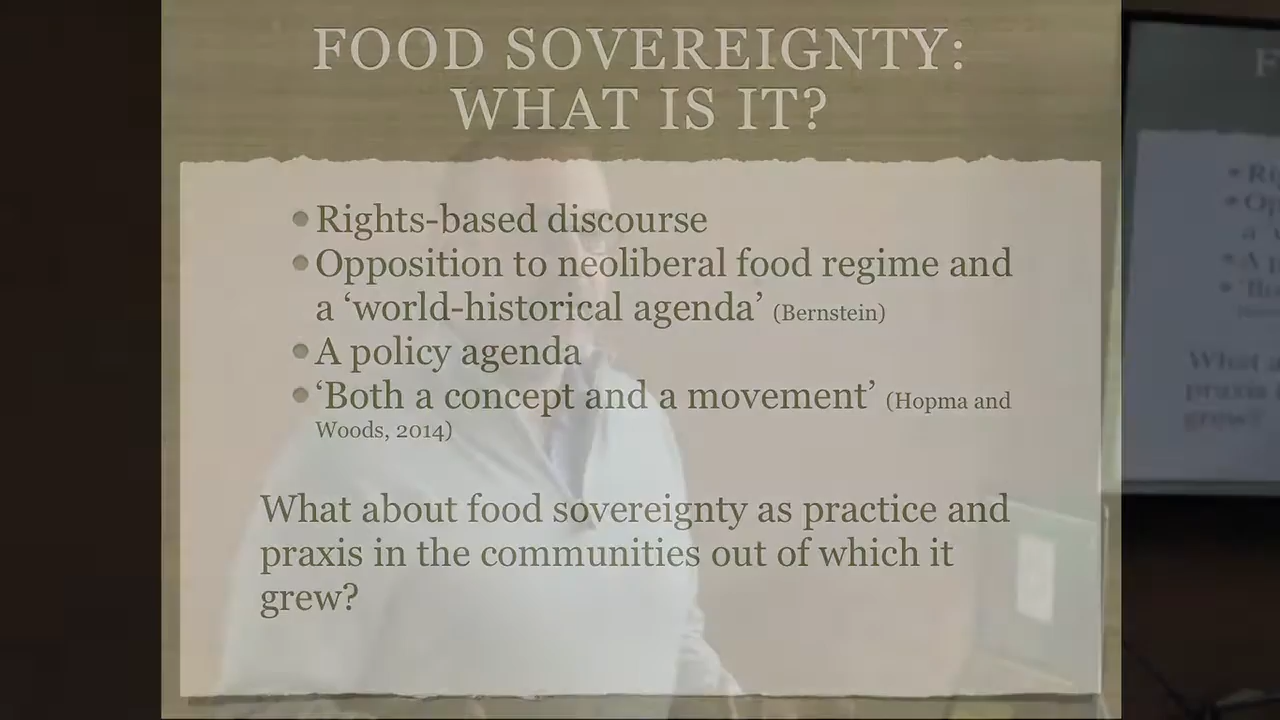 FOOD SOVEREIGNTY:
WHAT IS IT?
• Rights-based discourse
• Opposition to neoliberal food regime and
a ‘world-historical agenda’ (Bernstein)
• A policy agenda
• ‘Both a concept and a movement’ (Hopma and
Woods, 2014)
What about food sovereignty as practice and
praxis in the communities out of which it
grew?